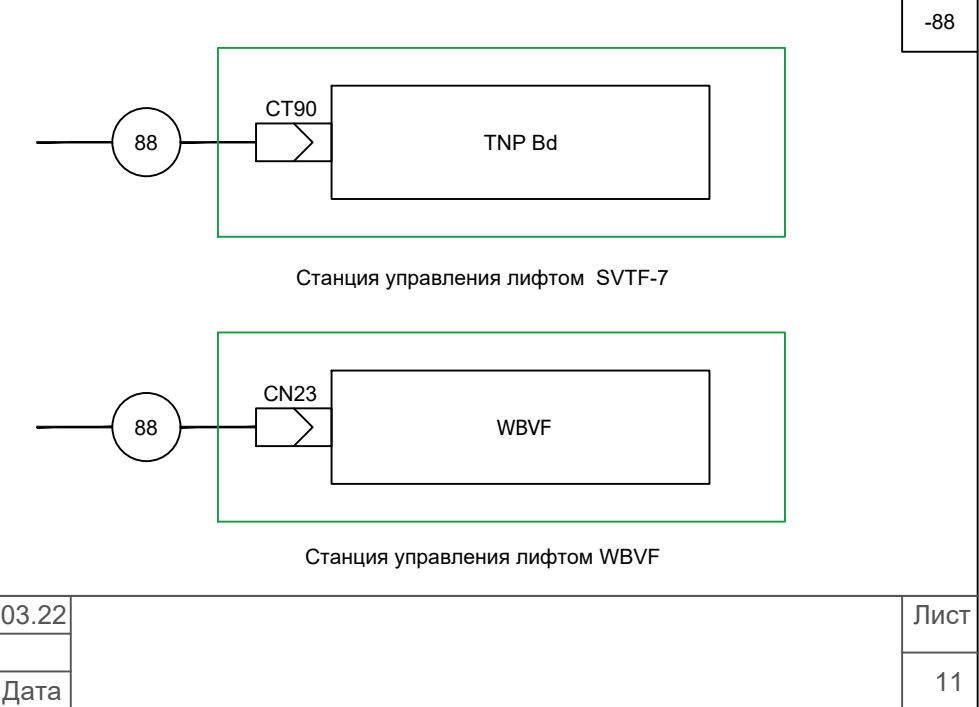 -88
CT90
88
TNP Bd
Станция управления лифтом SVTF-7
CN23
88
WBVF
Станция управления лифтом WBVF
03.22
Лист
Дата
11